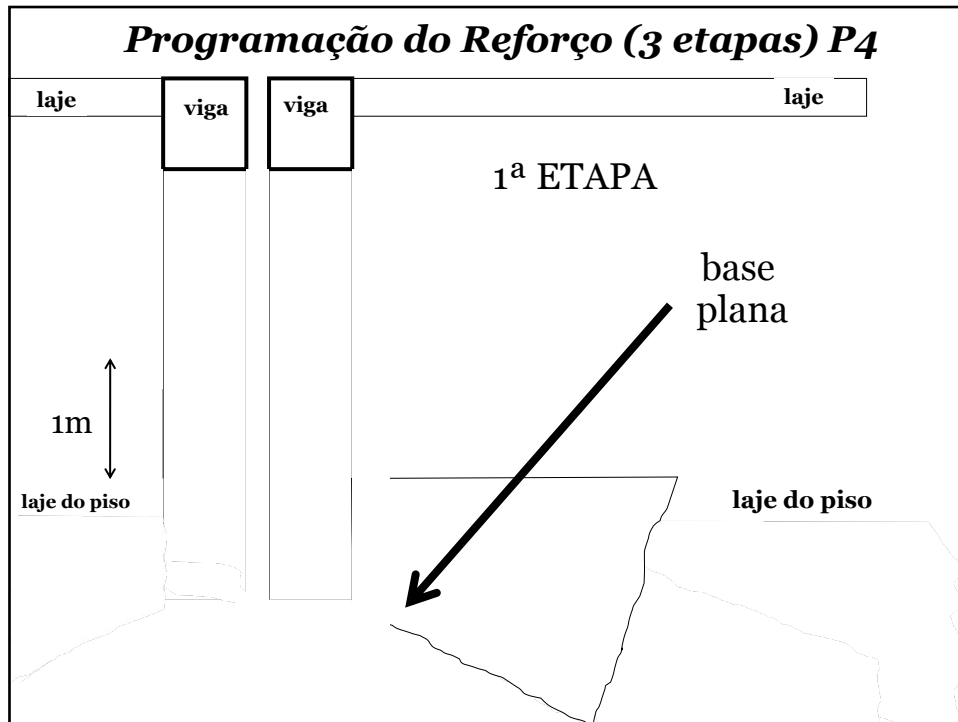 Programação do Reforço (3 etapas) P4
laje
viga
viga
laje
1ª ETAPA
base
plana
1m
laje do piso
laje do piso